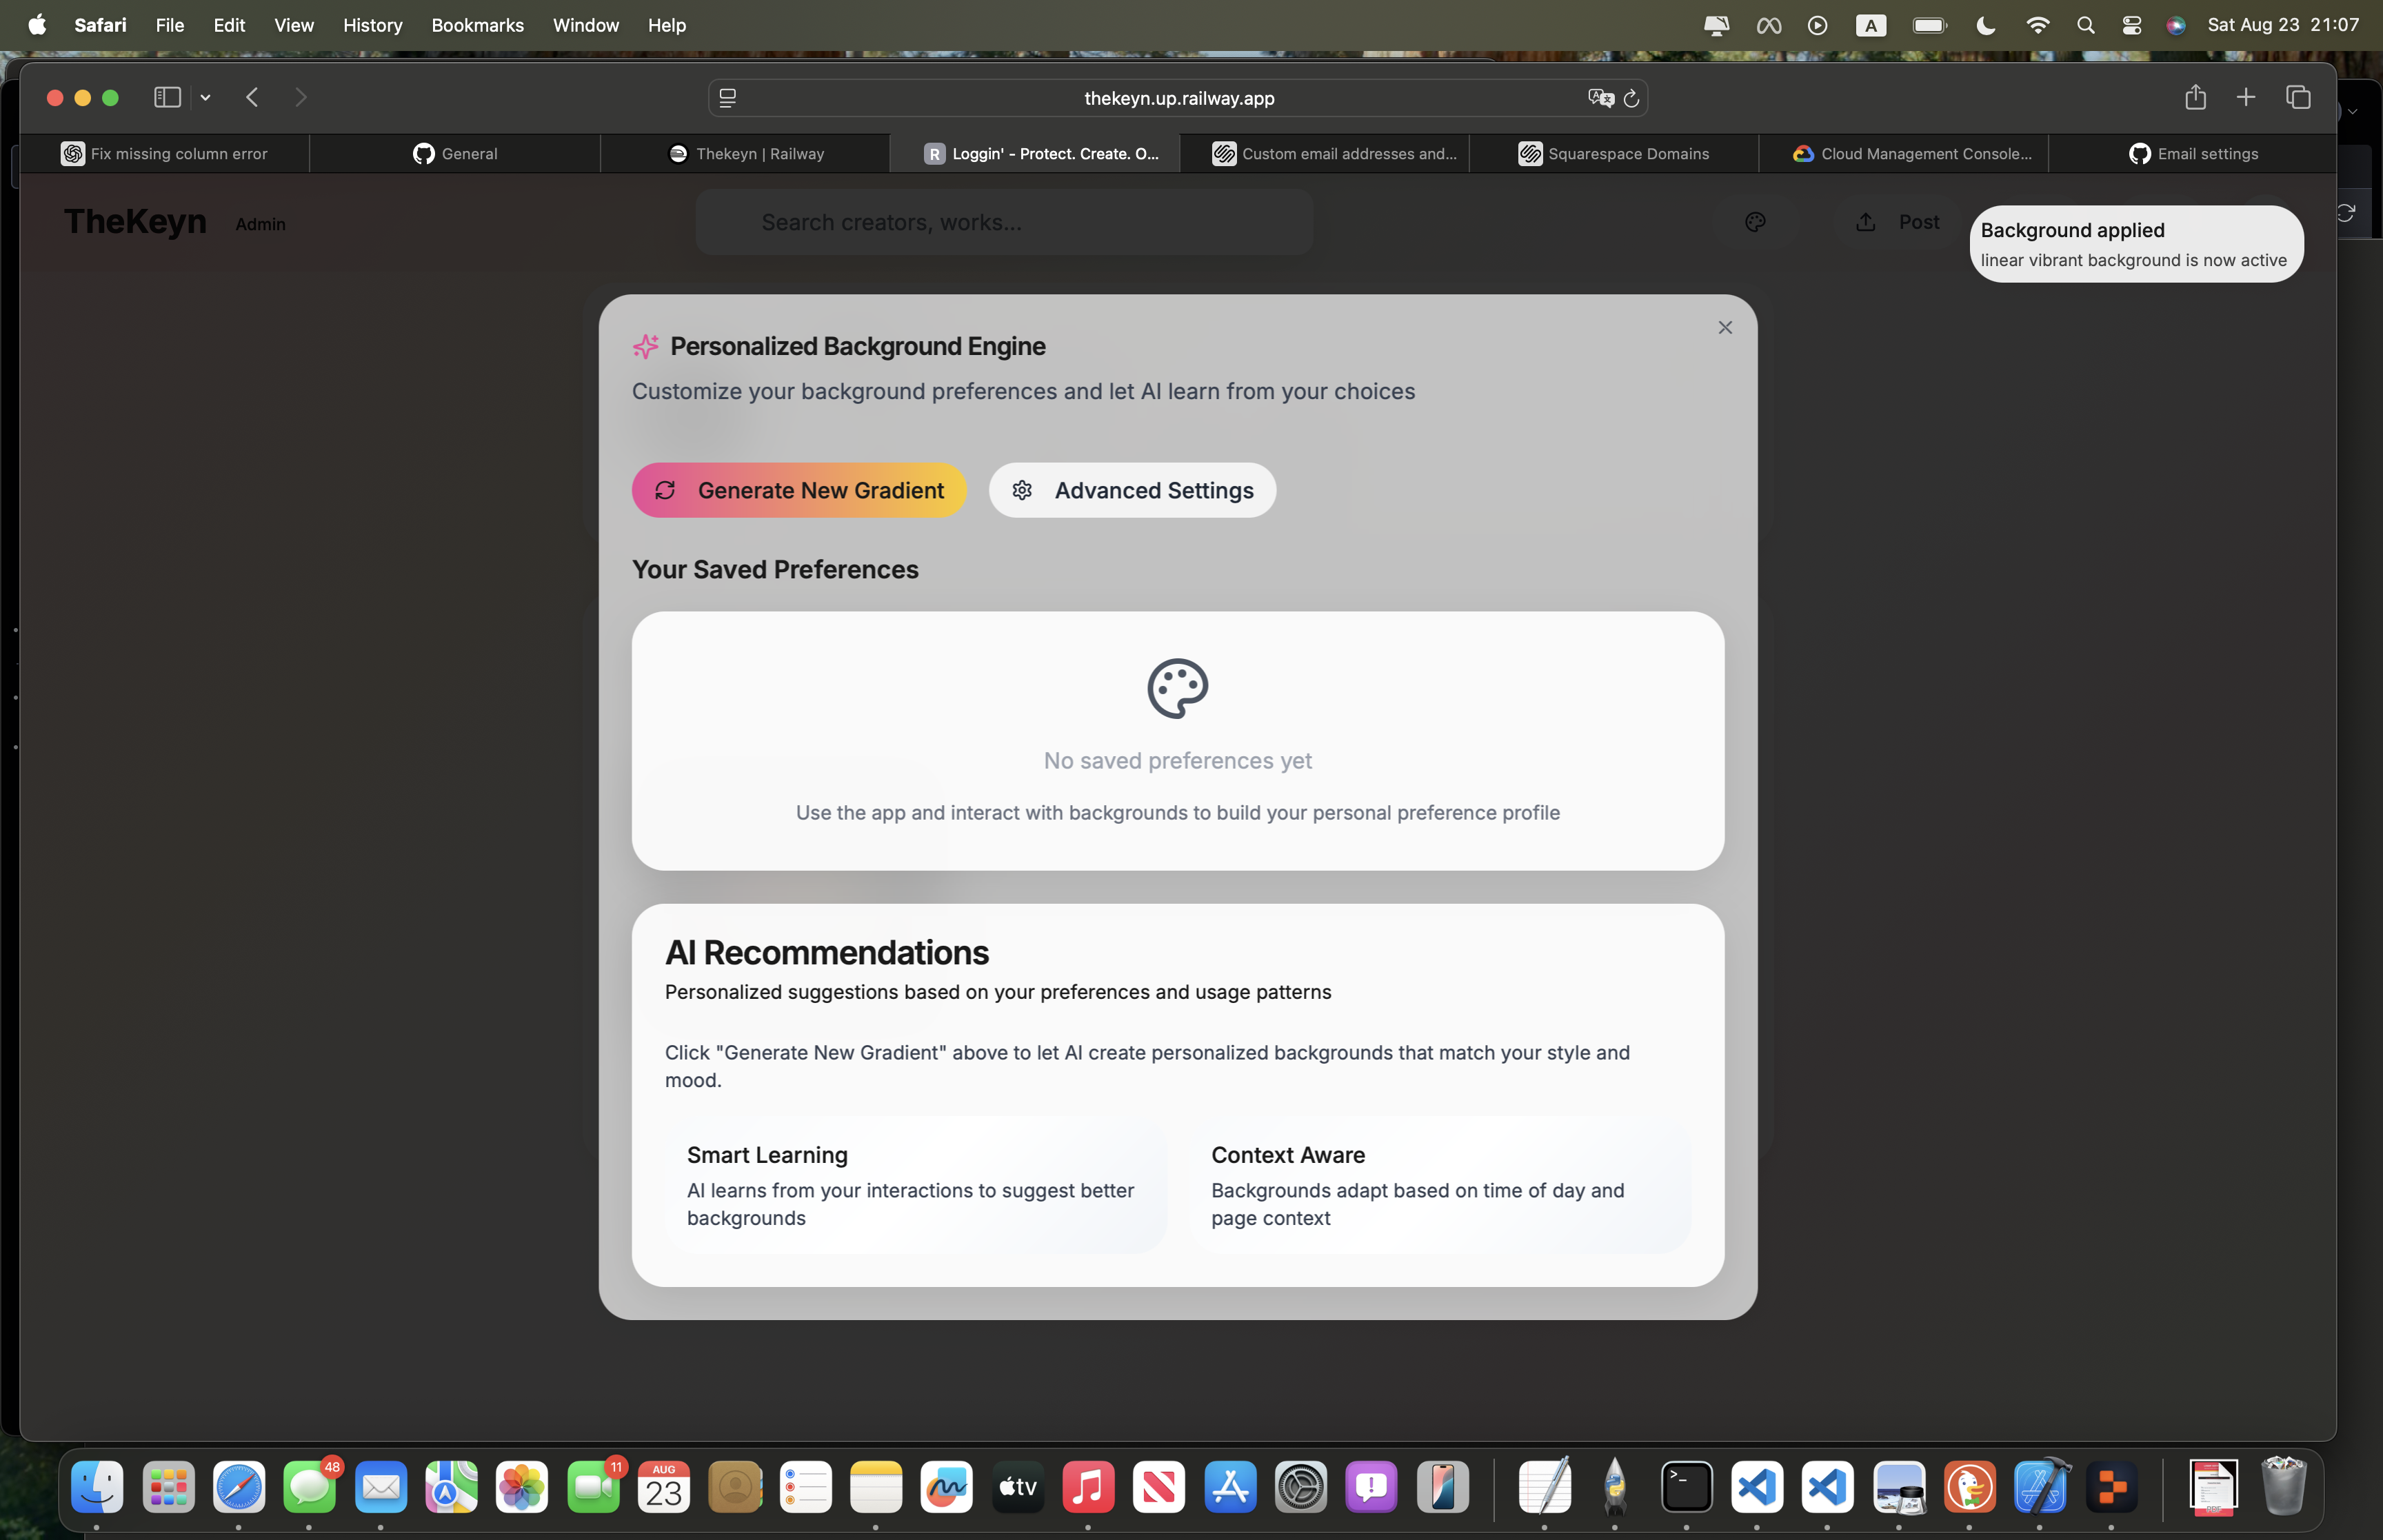 Safari File Edit View History Bookmarks Window Help A Sat Aug 23 21:07
thekeyn.up.railway.app
Fix missing column error General Thekeyn | Railway R Loggin' - Protect. Create. O... Custom email addresses and... Squarespace Domains Cloud Management Console... Email settings
TheKeyn Admin Search creators, works... Post
Background applied
linear vibrant background is now active
Personalized Background Engine
Customize your background preferences and let AI learn from your choices
Generate New Gradient Advanced Settings
Your Saved Preferences
No saved preferences yet
Use the app and interact with backgrounds to build your personal preference profile
AI Recommendations
Personalized suggestions based on your preferences and usage patterns
Click "Generate New Gradient" above to let AI create personalized backgrounds that match your style and
mood.
Smart Learning
AI learns from your interactions to suggest better
backgrounds
Context Aware
Backgrounds adapt based on time of day and
page context
48
11
AUG
23
tv